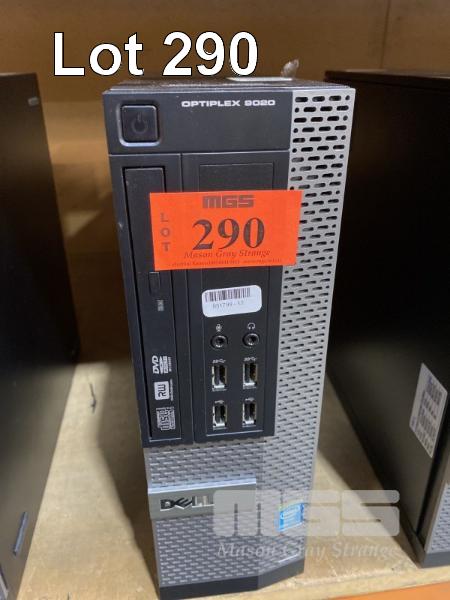 Lot 290
OPTIPLEX 9020
LOT
MGS
290
Mason Gray Strange
DVD
RW
DELL
MGS
Mason Gray Strange